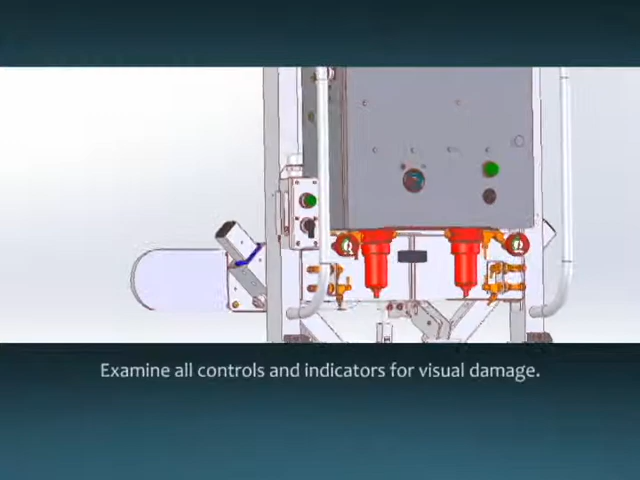 Examine all controls and indicators for visual damage.